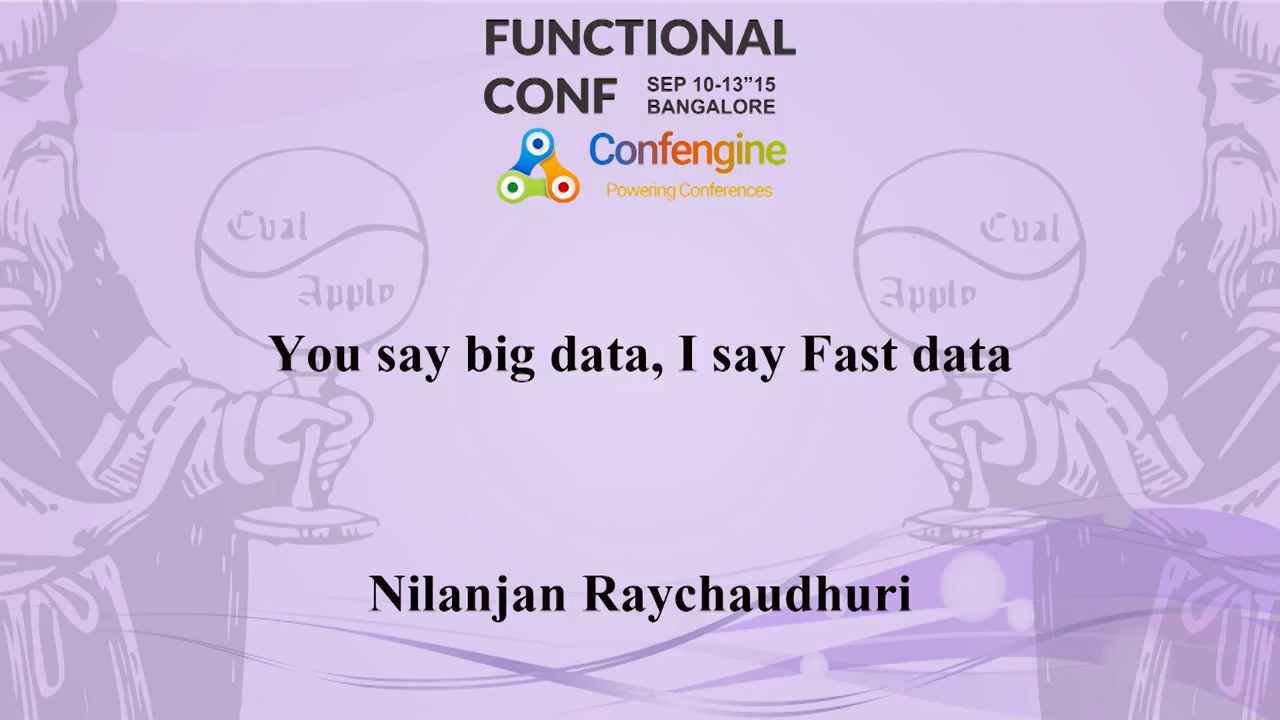 FUNCTIONAL
CONF
SEP 10-13"15
BANGALORE
Confengine
Powering Conferences
Eval
Apply
Eval
Apply
You say big data, I say Fast data
Nilanjan Raychaudhuri